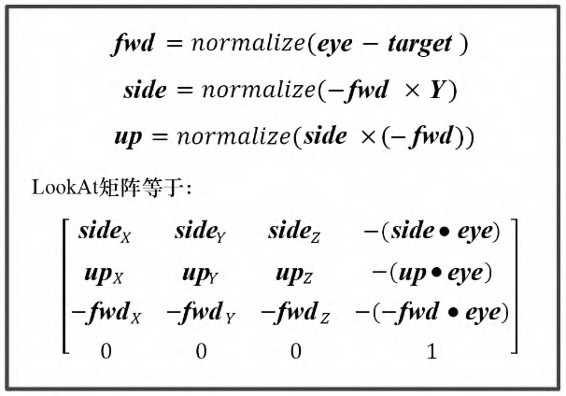 fwd = normalize(eye − target )
side = normalize(−fwd × Y)
up = normalize(side ×(−fwd))
LookAt矩阵等于：
side_X side_Y side_Z −(side • eye)
up_X up_Y up_Z −(up • eye)
−fwd_X −fwd_Y −fwd_Z −(−fwd • eye)
0 0 0 1